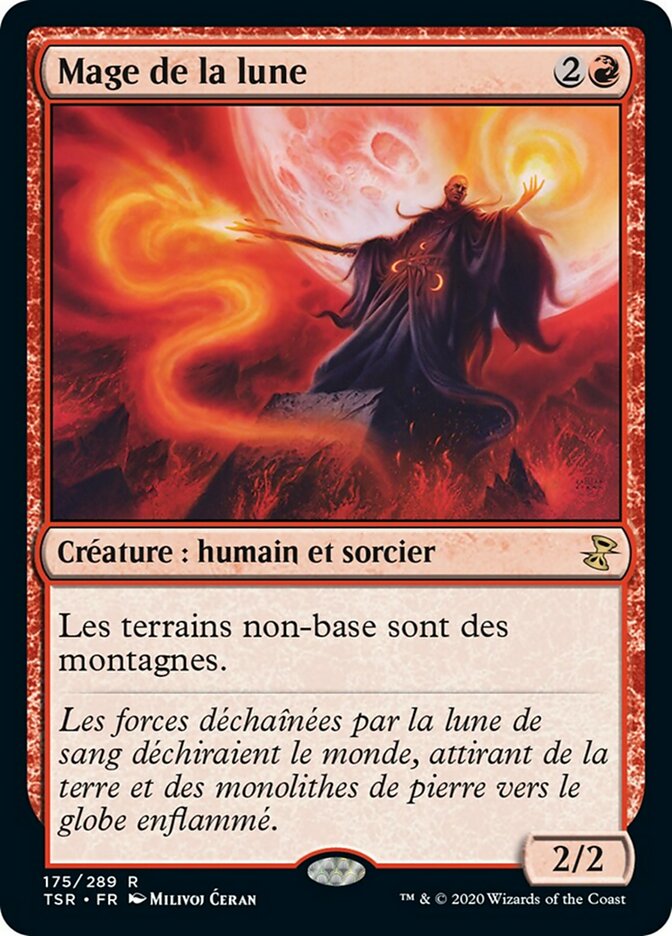 Mage de la lune 2
Créature : humain et sorcier
Les terrains non-base sont des
montagnes.
Les forces déchaînées par la lune de
sang déchiraient le monde, attirant de la
terre et des monolithes de pierre vers le
globe enflammé.
2/2
175/289 R
TSR • FR Milivoj Ćeran
™ & © 2020 Wizards of the Coast